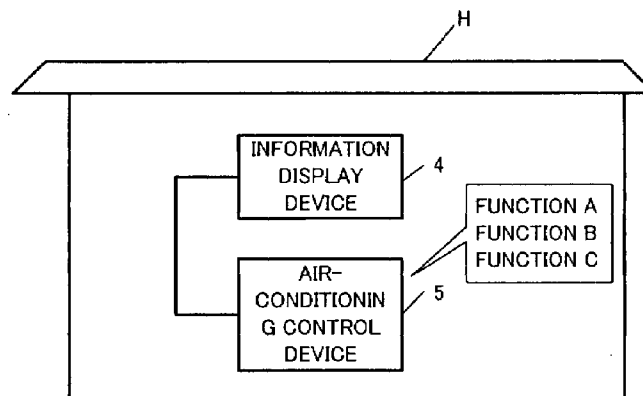 H
INFORMATION
DISPLAY
DEVICE
4
FUNCTION A
FUNCTION B
FUNCTION C
AIR-
CONDITIONIN
G CONTROL
DEVICE
5